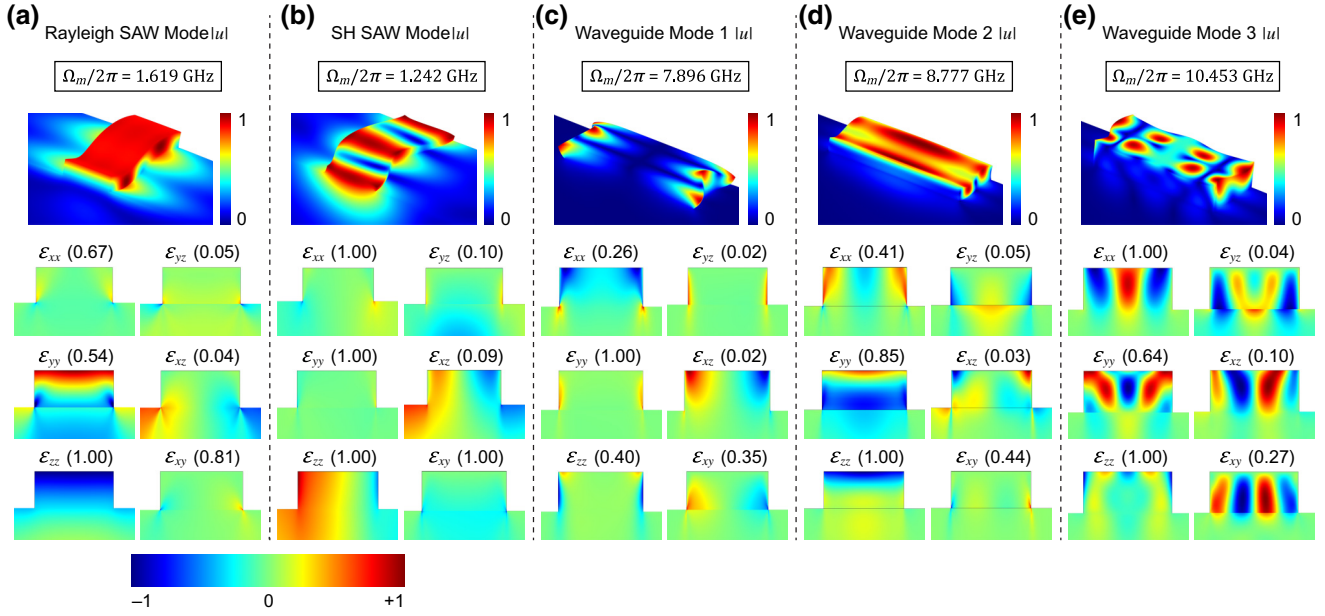 (a)
Rayleigh SAW Mode |u|
Ωm/2π = 1.619 GHz
1
0
εxx (0.67)
εyz (0.05)
εyy (0.54)
εxz (0.04)
εzz (1.00)
εxy (0.81)
(b)
SH SAW Mode |u|
Ωm/2π = 1.242 GHz
1
0
εxx (1.00)
εyz (0.10)
εyy (1.00)
εxz (0.09)
εzz (1.00)
εxy (1.00)
(c)
Waveguide Mode 1 |u|
Ωm/2π = 7.896 GHz
1
0
εxx (0.26)
εyz (0.02)
εyy (1.00)
εxz (0.02)
εzz (0.40)
εxy (0.35)
(d)
Waveguide Mode 2 |u|
Ωm/2π = 8.777 GHz
1
0
εxx (0.41)
εyz (0.05)
εyy (0.85)
εxz (0.03)
εzz (1.00)
εxy (0.44)
(e)
Waveguide Mode 3 |u|
Ωm/2π = 10.453 GHz
1
0
εxx (1.00)
εyz (0.04)
εyy (0.64)
εxz (0.10)
εzz (1.00)
εxy (0.27)
–1 0 +1